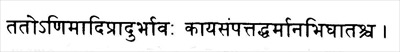 ततोऽणिमादिप्रादुर्भावः कायसंपत्तद्धर्मानभिघातश्च ।